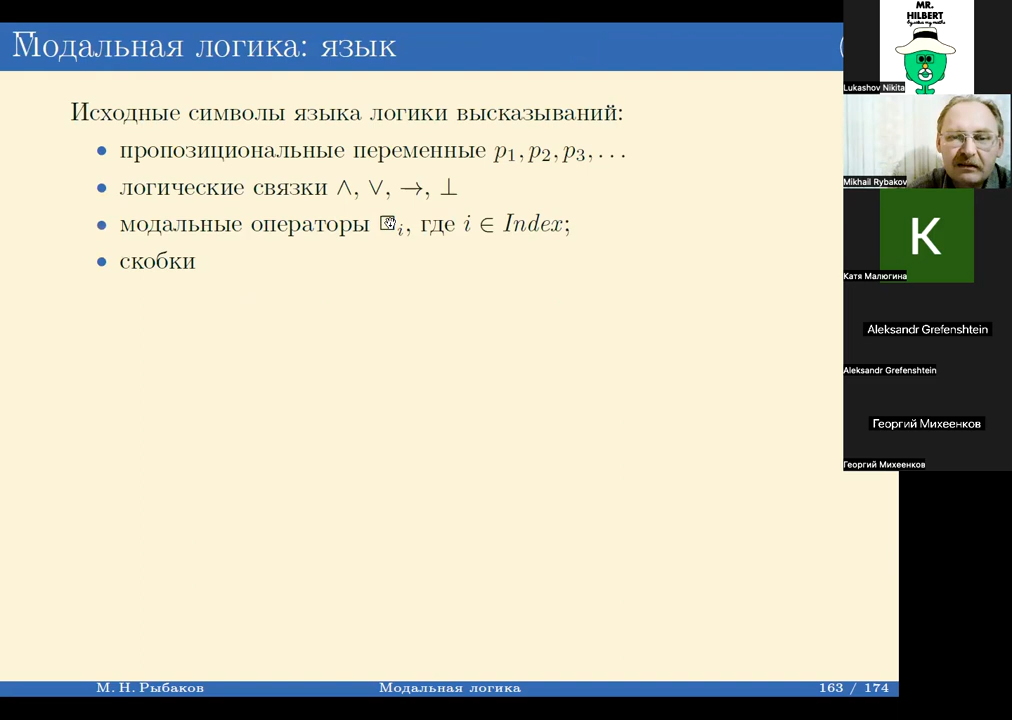 Модальная логика: язык
Исходные символы языка логики высказываний:
• пропозициональные переменные p₁, p₂, p₃, . . .
• логические связки ∧, ∨, →, ⊥
• модальные операторы □ᵢ, где i ∈ Index;
• скобки
М. Н. Рыбаков
Модальная логика
163 / 174
MR.
HILBERT
Lukashov Nikita
Mikhail Rybakov
K
Катя Малюгина
Aleksandr Grefenshtein
Aleksandr Grefenshtein
Георгий Михеенков
Георгий Михеенков